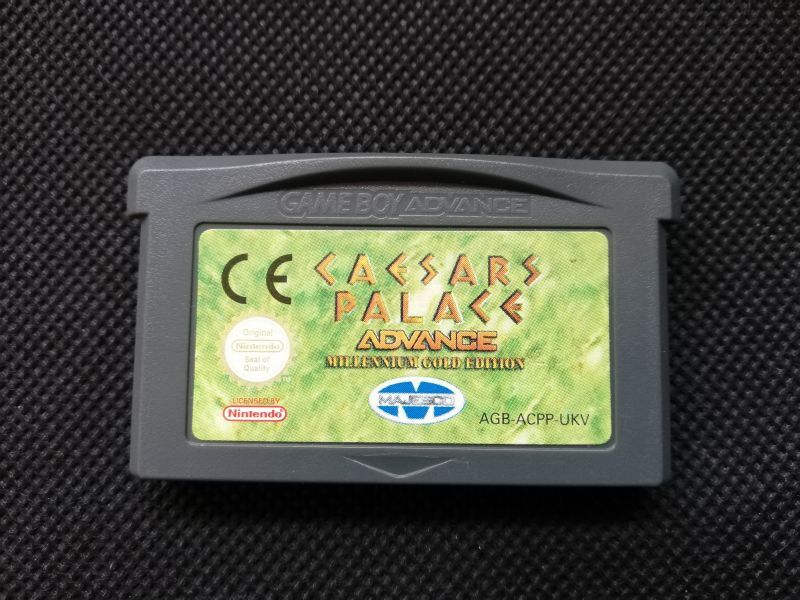 GAME BOY ADVANCE
CE
CAESARS
PALACE
ADVANCE
MILLENNIUM GOLD EDITION
Original
Nintendo
Seal of
Quality
TM
LICENSED BY
Nintendo
MAJESCO
AGB-ACPP-UKV